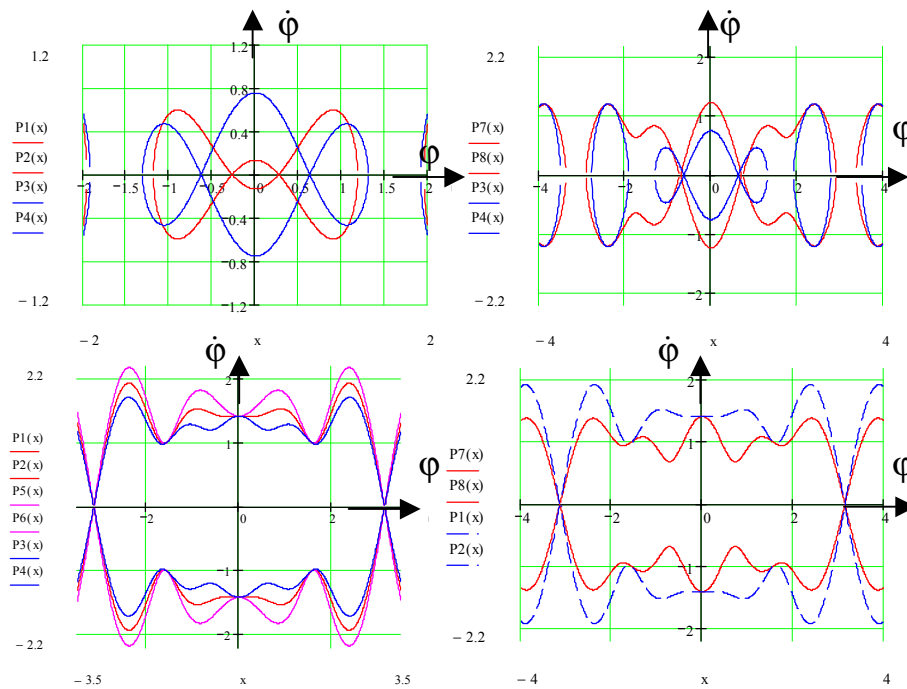 φ̇
1.2
1.2
0.8
P1(x)
0.4
P2(x)
φ
P3(x)
−2 −1.5 −1 −0.5 0 0.5 1 1.5 2
P4(x)
−0.4
−0.8
−1.2
−1.2
−2 x 2
φ̇
2.2
2
P7(x)
1
φ
P8(x)
P3(x)
−4 −2 0 2 4
P4(x)
−1
−2
−2.2
−4 x 4
φ̇
2.2
2
P1(x)
1
P2(x)
φ
P5(x)
−2 0 2
P6(x)
P3(x)
−1
P4(x)
−2
−2.2
−3.5 x 3.5
φ̇
2.2
2
P7(x)
1
P8(x)
φ
P1(x)
−4 −2 0 2 4
P2(x)
−1
−2
−2.2
−4 x 4